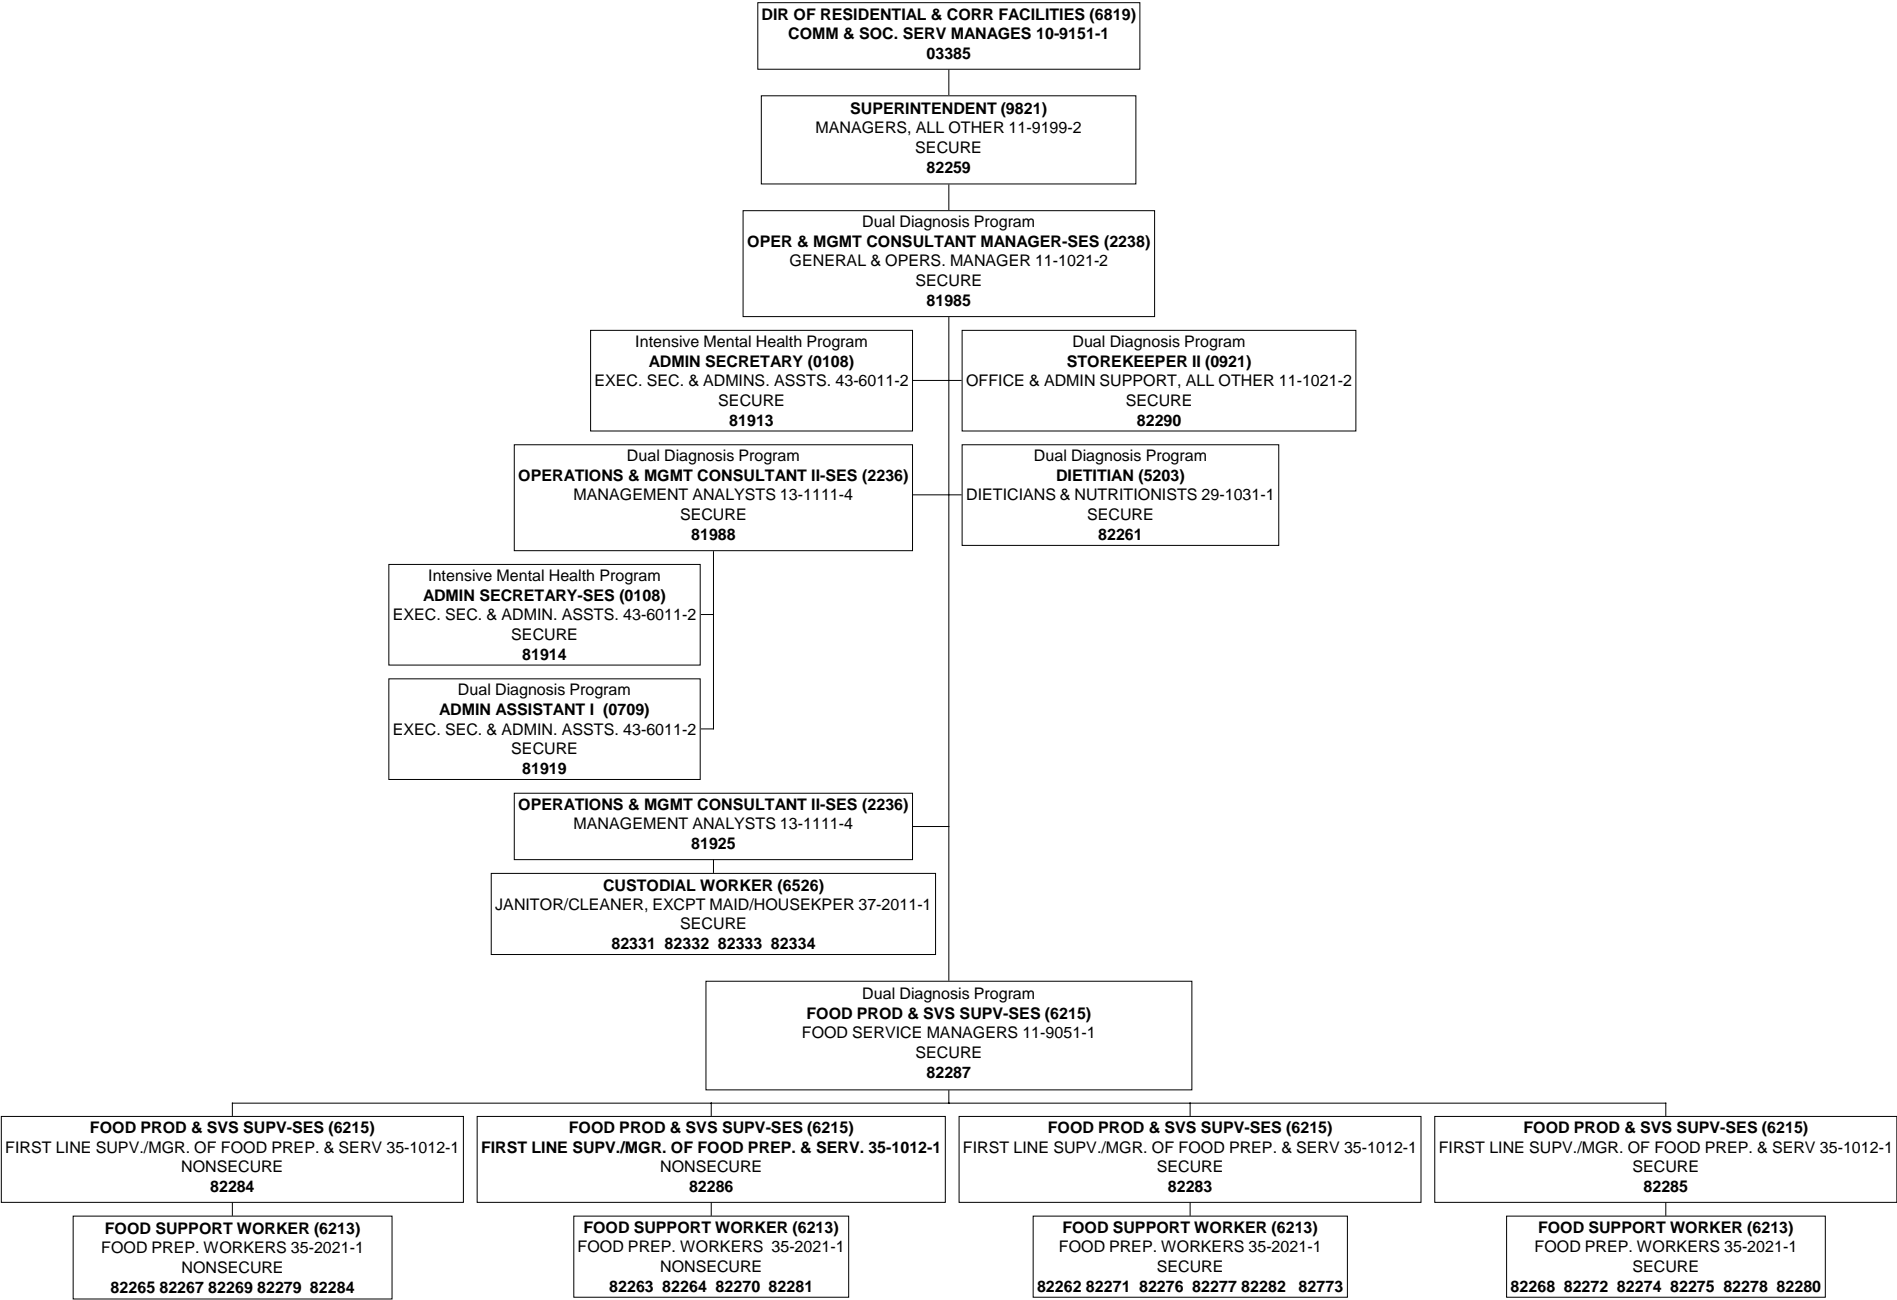 DIR OF RESIDENTIAL & CORR FACILITIES (6819)
COMM & SOC. SERV MANAGES 10-9151-1
03385
SUPERINTENDENT (9821)
MANAGERS, ALL OTHER 11-9199-2
SECURE
82259
Dual Diagnosis Program
OPER & MGMT CONSULTANT MANAGER-SES (2238)
GENERAL & OPERS. MANAGER 11-1021-2
SECURE
81985
Intensive Mental Health Program
ADMIN SECRETARY (0108)
EXEC. SEC. & ADMINS. ASSTS. 43-6011-2
SECURE
81913
Dual Diagnosis Program
STOREKEEPER II (0921)
OFFICE & ADMIN SUPPORT, ALL OTHER 11-1021-2
SECURE
82290
Dual Diagnosis Program
OPERATIONS & MGMT CONSULTANT II-SES (2236)
MANAGEMENT ANALYSTS 13-1111-4
SECURE
81988
Dual Diagnosis Program
DIETITIAN (5203)
DIETICIANS & NUTRITIONISTS 29-1031-1
SECURE
82261
Intensive Mental Health Program
ADMIN SECRETARY-SES (0108)
EXEC. SEC. & ADMIN. ASSTS. 43-6011-2
SECURE
81914
Dual Diagnosis Program
ADMIN ASSISTANT I (0709)
EXEC. SEC. & ADMIN. ASSTS. 43-6011-2
SECURE
81919
OPERATIONS & MGMT CONSULTANT II-SES (2236)
MANAGEMENT ANALYSTS 13-1111-4
81925
CUSTODIAL WORKER (6526)
JANITOR/CLEANER, EXCPT MAID/HOUSEKPER 37-2011-1
SECURE
82331 82332 82333 82334
Dual Diagnosis Program
FOOD PROD & SVS SUPV-SES (6215)
FOOD SERVICE MANAGERS 11-9051-1
SECURE
82287
FOOD PROD & SVS SUPV-SES (6215)
FIRST LINE SUPV./MGR. OF FOOD PREP. & SERV 35-1012-1
NONSECURE
82284
FOOD PROD & SVS SUPV-SES (6215)
FIRST LINE SUPV./MGR. OF FOOD PREP. & SERV. 35-1012-1
NONSECURE
82286
FOOD PROD & SVS SUPV-SES (6215)
FIRST LINE SUPV./MGR. OF FOOD PREP. & SERV 35-1012-1
SECURE
82283
FOOD PROD & SVS SUPV-SES (6215)
FIRST LINE SUPV./MGR. OF FOOD PREP. & SERV 35-1012-1
SECURE
82285
FOOD SUPPORT WORKER (6213)
FOOD PREP. WORKERS 35-2021-1
NONSECURE
82265 82267 82269 82279 82284
FOOD SUPPORT WORKER (6213)
FOOD PREP. WORKERS 35-2021-1
NONSECURE
82263 82264 82270 82281
FOOD SUPPORT WORKER (6213)
FOOD PREP. WORKERS 35-2021-1
SECURE
82262 82271 82276 82277 82282 82773
FOOD SUPPORT WORKER (6213)
FOOD PREP. WORKERS 35-2021-1
SECURE
82268 82272 82274 82275 82278 82280